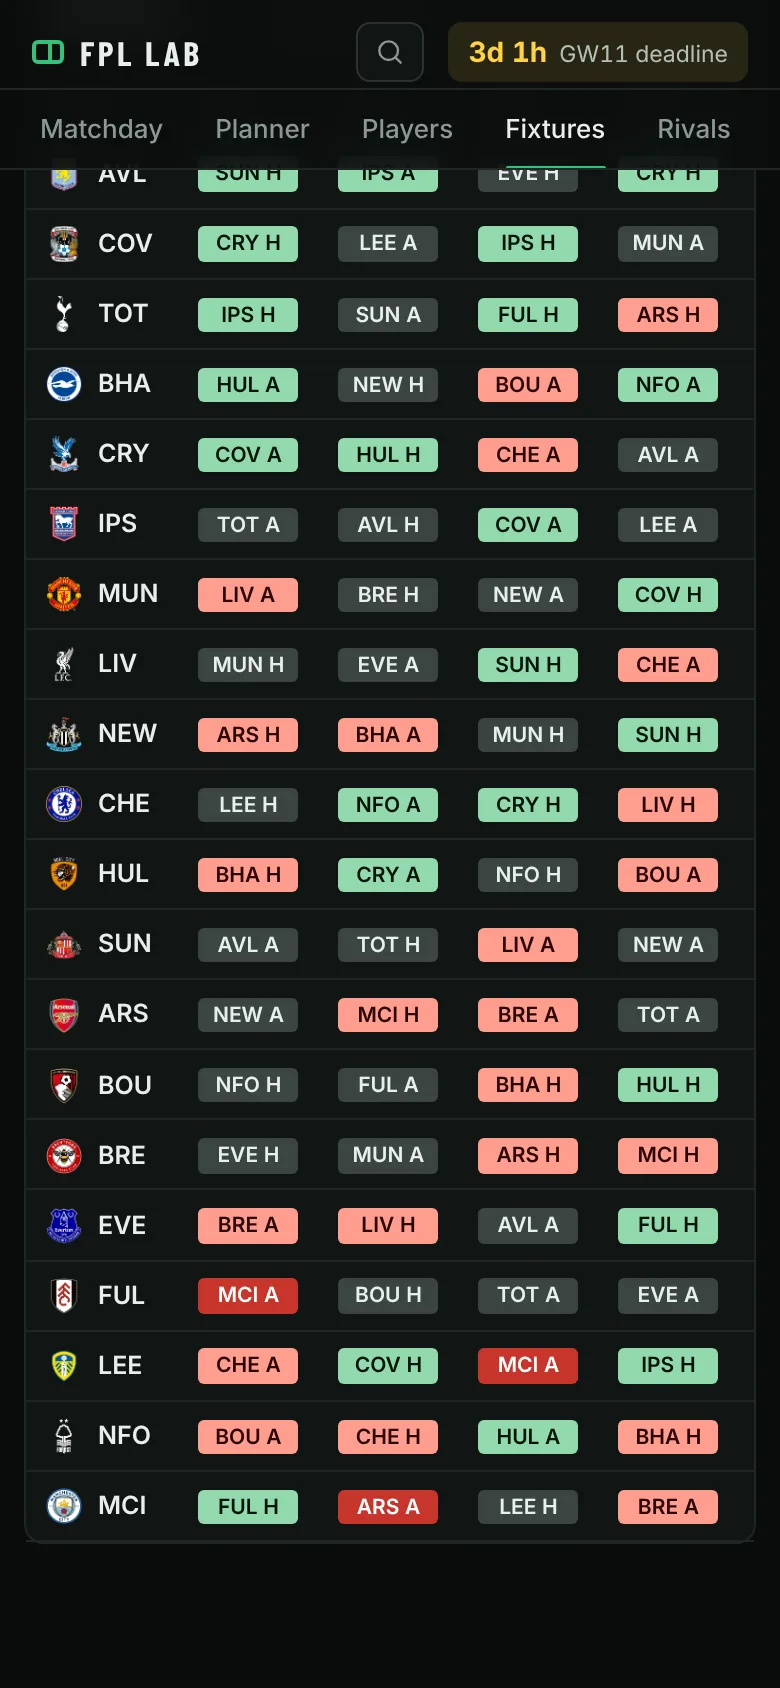 FPL LAB
3d 1h GW11 deadline
Matchday Planner Players Fixtures Rivals
AVL SUN H IPS A EVE H CRY H
COV CRY H LEE A IPS H MUN A
TOT IPS H SUN A FUL H ARS H
BHA HUL A NEW H BOU A NFO A
CRY COV A HUL H CHE A AVL A
IPS TOT A AVL H COV A LEE A
MUN LIV A BRE H NEW A COV H
LIV MUN H EVE A SUN H CHE A
NEW ARS H BHA A MUN H SUN H
CHE LEE H NFO A CRY H LIV H
HUL BHA H CRY A NFO H BOU A
SUN AVL A TOT H LIV A NEW A
ARS NEW A MCI H BRE A TOT A
BOU NFO H FUL A BHA H HUL H
BRE EVE H MUN A ARS H MCI H
EVE BRE A LIV H AVL A FUL H
FUL MCI A BOU H TOT A EVE A
LEE CHE A COV H MCI A IPS H
NFO BOU A CHE H HUL A BHA H
MCI FUL H ARS A LEE H BRE A